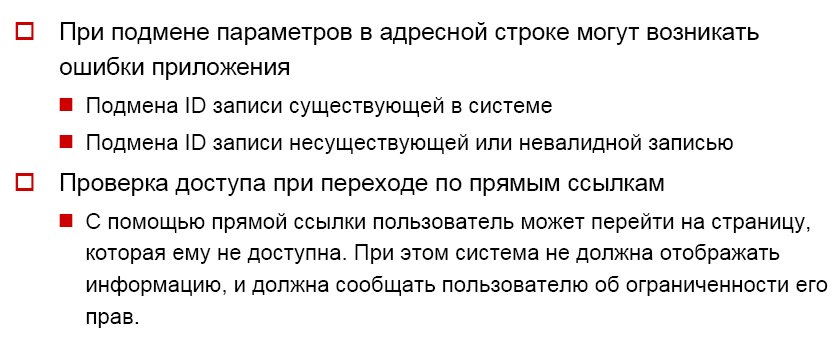 При подмене параметров в адресной строке могут возникать
ошибки приложения
Подмена ID записи существующей в системе
Подмена ID записи несуществующей или невалидной записью
Проверка доступа при переходе по прямым ссылкам
С помощью прямой ссылки пользователь может перейти на страницу,
которая ему не доступна. При этом система не должна отображать
информацию, и должна сообщать пользователю об ограниченности его
прав.